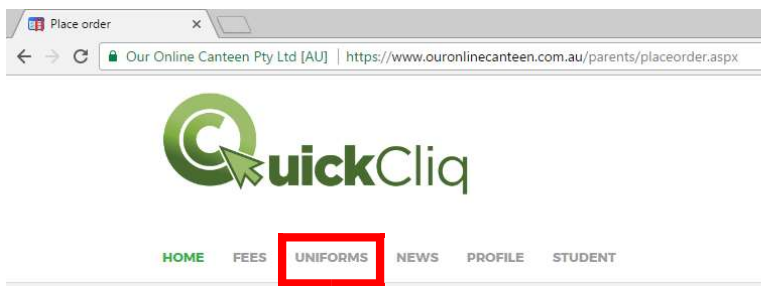 Place order
Our Online Canteen Pty Ltd [AU] | https://www.ouronlinecanteen.com.au/parents/placeorder.aspx
QuickCliq
HOME FEES UNIFORMS NEWS PROFILE STUDENT